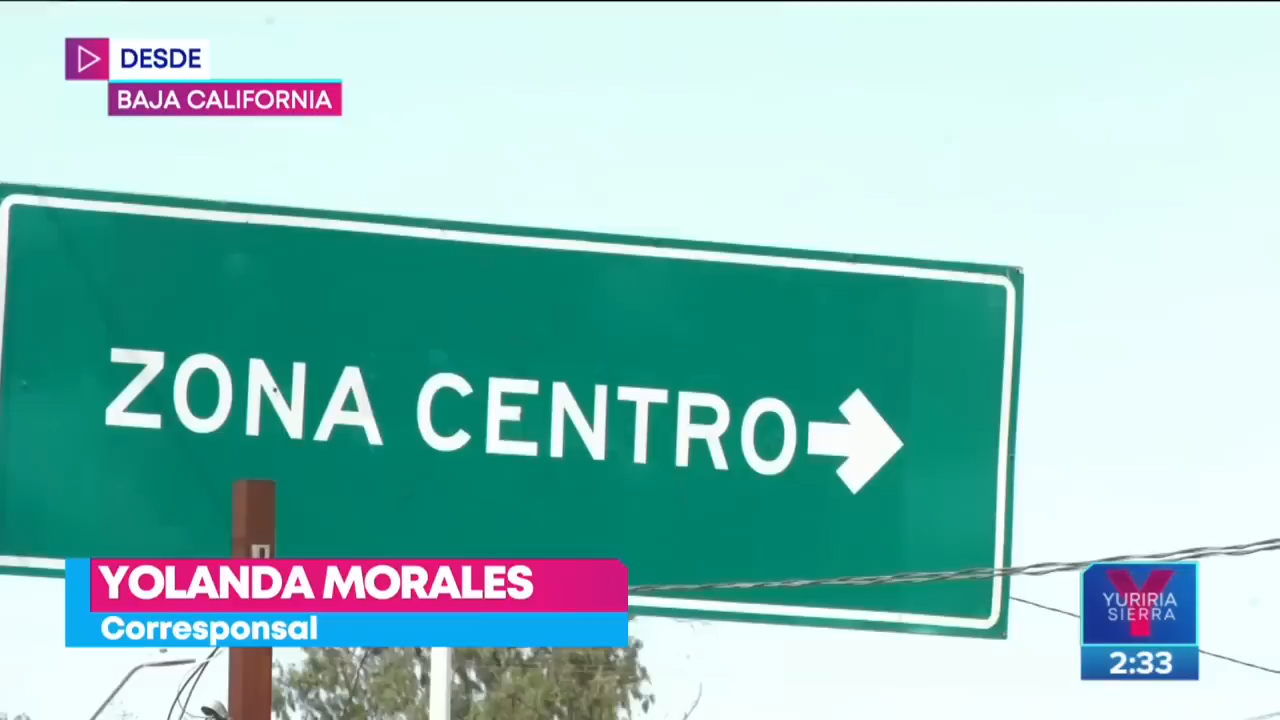 DESDE
BAJA CALIFORNIA
ZONA CENTRO
YOLANDA MORALES
Corresponsal
YURIRIA
SIERRA
2:33